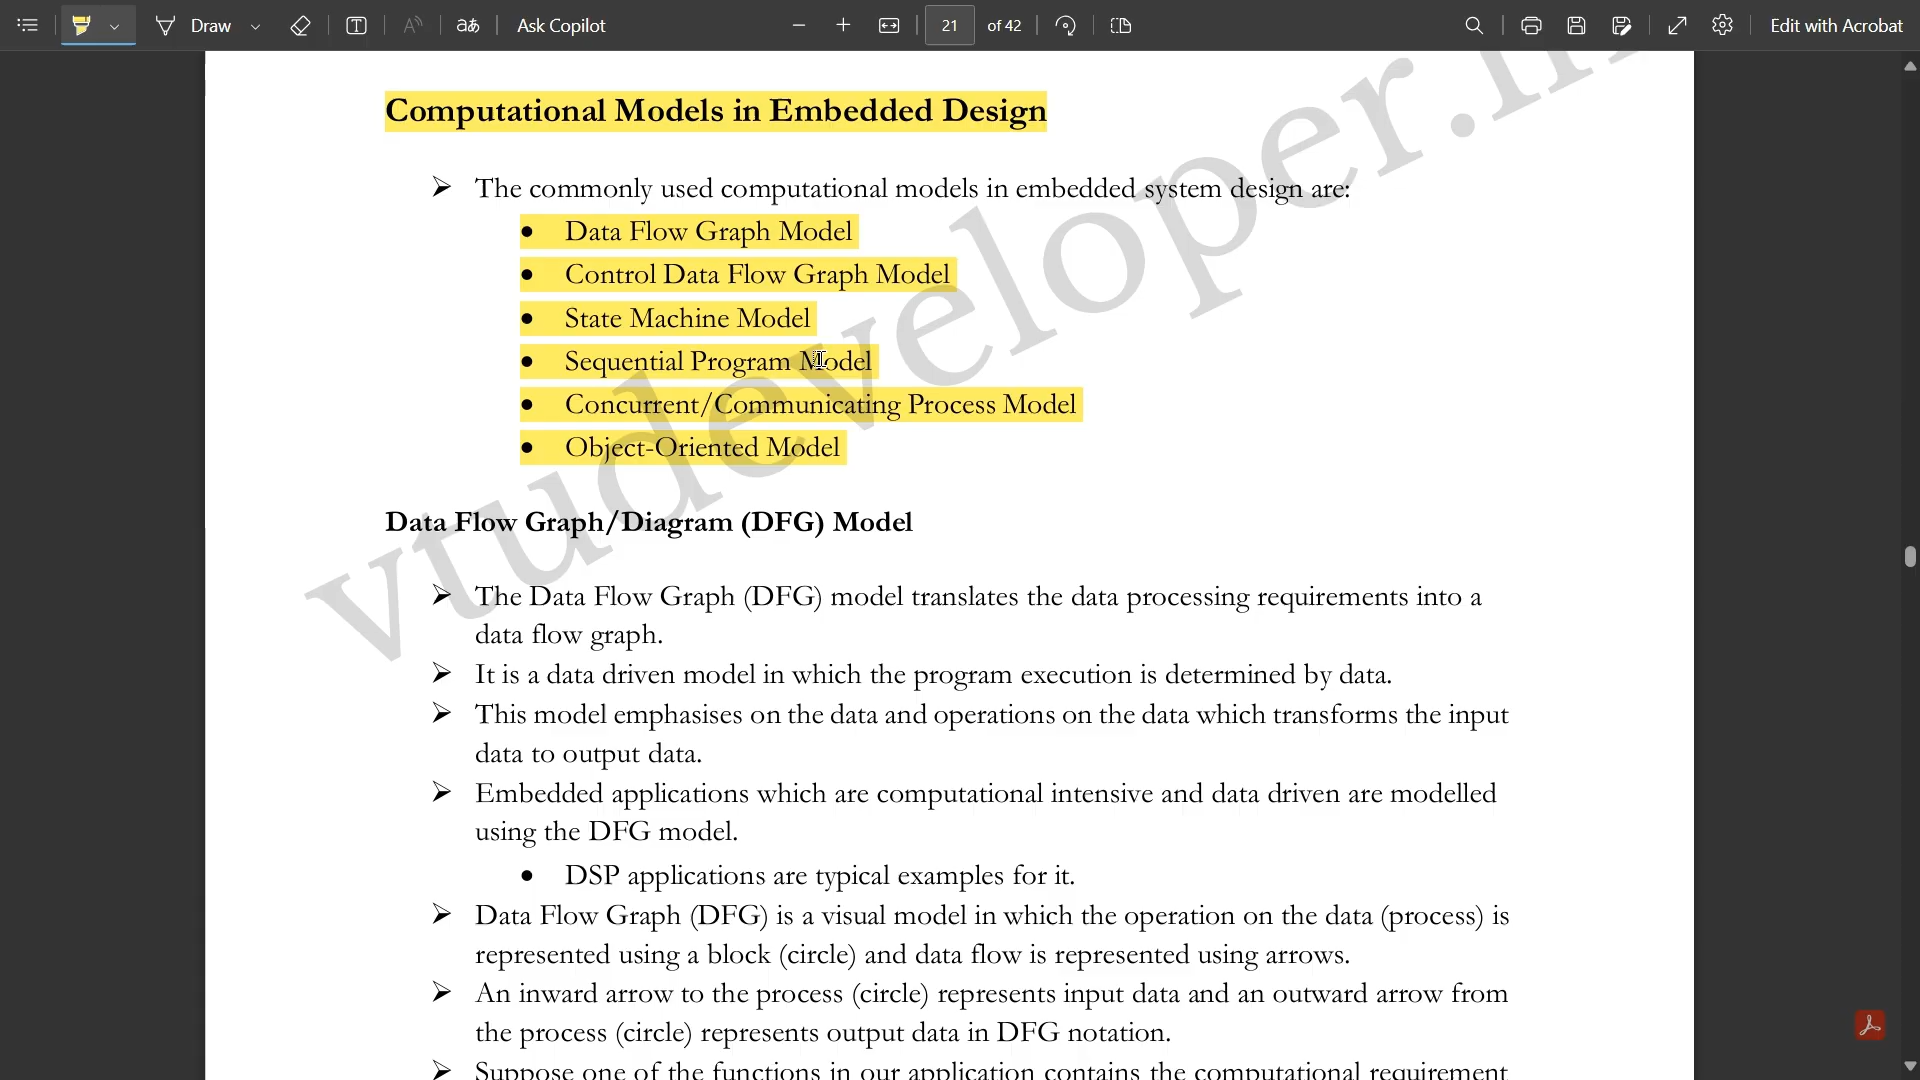 Draw
aあ
Ask Copilot
21 of 42
Edit with Acrobat
Computational Models in Embedded Design
➢ The commonly used computational models in embedded system design are:
• Data Flow Graph Model
• Control Data Flow Graph Model
• State Machine Model
• Sequential Program Model
• Concurrent/Communicating Process Model
• Object-Oriented Model
Data Flow Graph/Diagram (DFG) Model
➢ The Data Flow Graph (DFG) model translates the data processing requirements into a
data flow graph.
➢ It is a data driven model in which the program execution is determined by data.
➢ This model emphasises on the data and operations on the data which transforms the input
data to output data.
➢ Embedded applications which are computational intensive and data driven are modelled
using the DFG model.
• DSP applications are typical examples for it.
➢ Data Flow Graph (DFG) is a visual model in which the operation on the data (process) is
represented using a block (circle) and data flow is represented using arrows.
➢ An inward arrow to the process (circle) represents input data and an outward arrow from
the process (circle) represents output data in DFG notation.
➢ Suppose one of the functions in our application contains the computational requirement
vtudeveloper.in